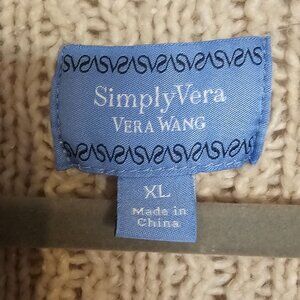 SimplyVera
VERA WANG
XL
Made in
China